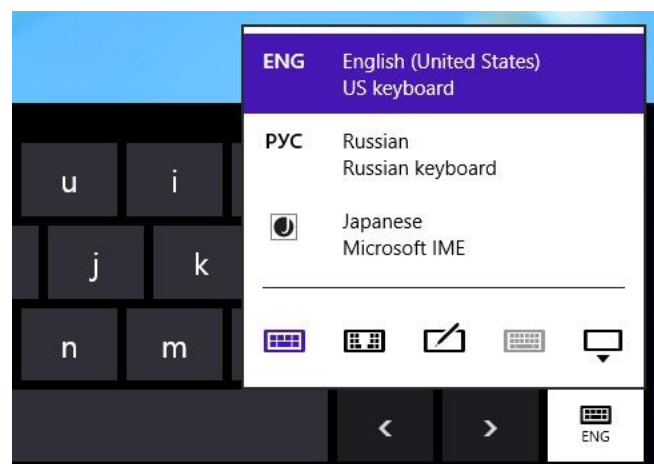 ENG English (United States)
US keyboard
РУС Russian
Russian keyboard
Japanese
Microsoft IME
u i
j k
n m
< >
ENG